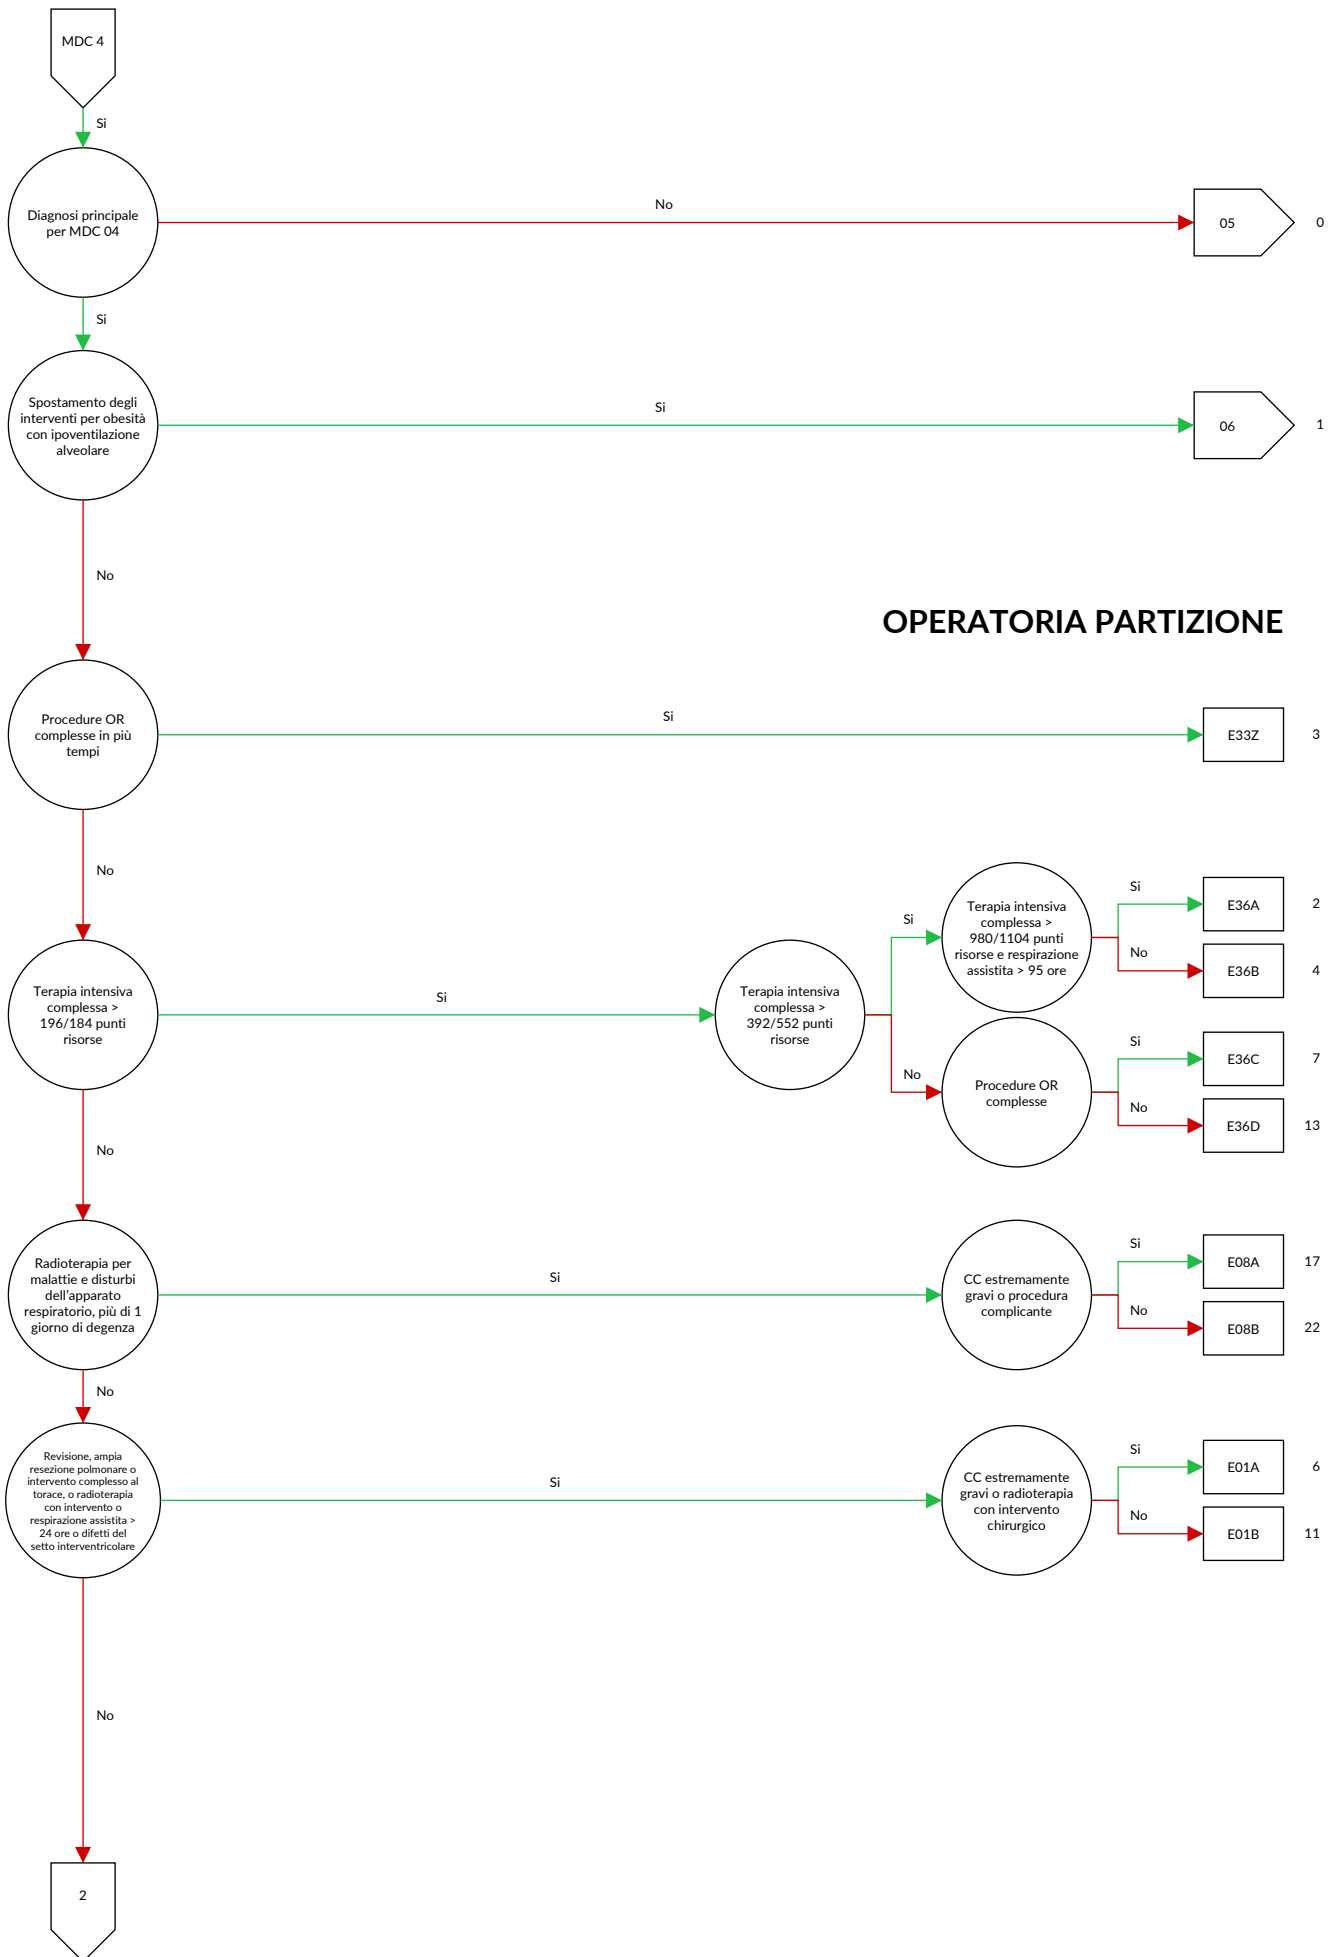 MDC 4
Si
Diagnosi principale
per MDC 04
No
05
0
Si
Spostamento degli
interventi per obesità
con ipoventilazione
alveolare
Si
06
1
No
OPERATORIA PARTIZIONE
Procedure OR
complesse in più
tempi
Si
E33Z
3
No
Terapia intensiva
complessa >
196/184 punti
risorse
Si
Terapia intensiva
complessa >
392/552 punti
risorse
Si
Terapia intensiva
complessa >
980/1104 punti
risorse e respirazione
assistita > 95 ore
Si
E36A
2
No
E36B
4
No
Procedure OR
complesse
Si
E36C
7
No
E36D
13
No
Radioterapia per
malattie e disturbi
dell'apparato
respiratorio, più di 1
giorno di degenza
Si
CC estremamente
gravi o procedura
complicante
Si
E08A
17
No
E08B
22
No
Revisione, ampia
resezione polmonare o
intervento complesso al
torace, o radioterapia
con intervento o
respirazione assistita >
24 ore o difetti del
setto interventricolare
Si
CC estremamente
gravi o radioterapia
con intervento
chirurgico
Si
E01A
6
No
E01B
11
No
2